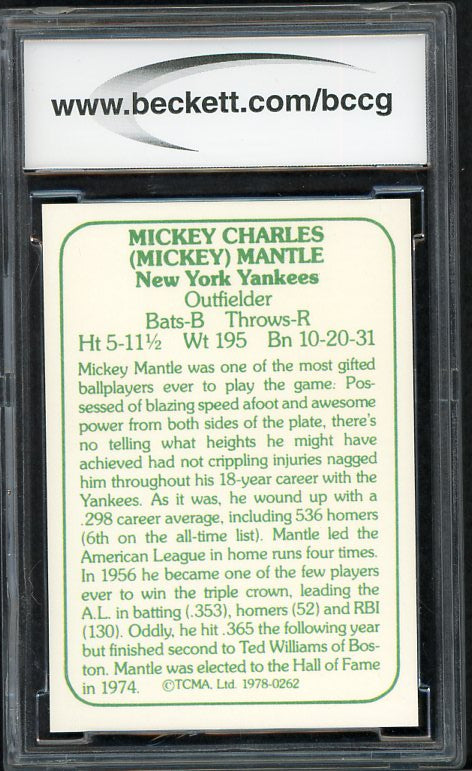 www.beckett.com/bccg
MICKEY CHARLES
(MICKEY) MANTLE
New York Yankees
Outfielder
Bats-B Throws-R
Ht 5-11½ Wt 195 Bn 10-20-31
Mickey Mantle was one of the most gifted
ballplayers ever to play the game: Pos-
sessed of blazing speed afoot and awesome
power from both sides of the plate, there's
no telling what heights he might have
achieved had not crippling injuries nagged
him throughout his 18-year career with the
Yankees. As it was, he wound up with a
.298 career average, including 536 homers
(6th on the all-time list). Mantle led the
American League in home runs four times.
In 1956 he became one of the few players
ever to win the triple crown, leading the
A.L. in batting (.353), homers (52) and RBI
(130). Oddly, he hit .365 the following year
but finished second to Ted Williams of Bos-
ton. Mantle was elected to the Hall of Fame
in 1974. ©TCMA, Ltd. 1978-0262